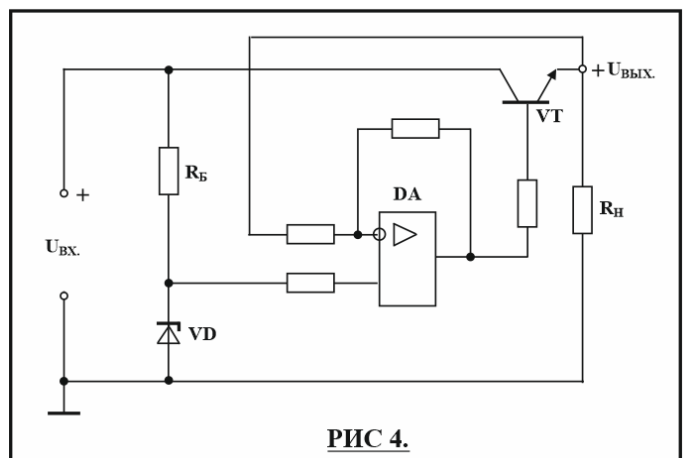 + UВЫХ.
VT
RБ
DA
+
RН
UВХ.
VD
РИС 4.